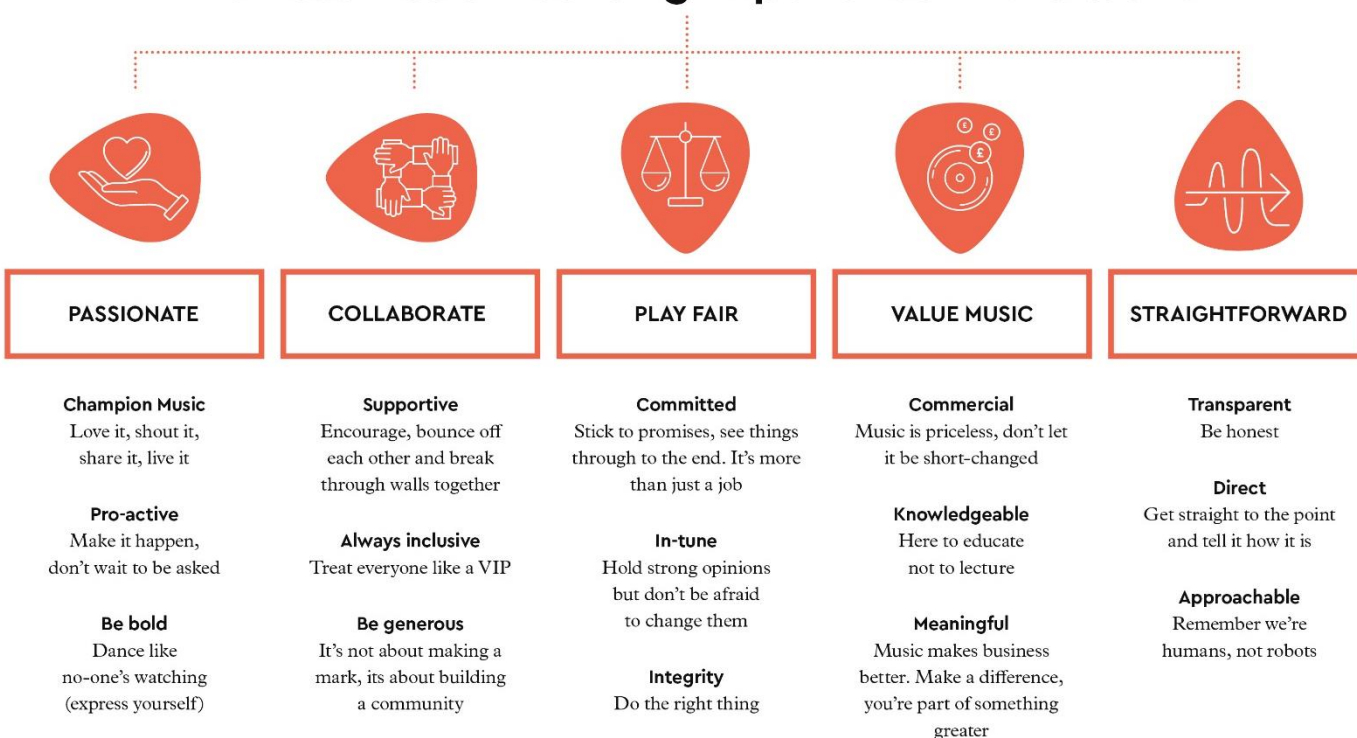 PASSIONATE
Champion Music
Love it, shout it,
share it, live it
Pro-active
Make it happen,
don't wait to be asked
Be bold
Dance like
no-one's watching
(express yourself)
COLLABORATE
Supportive
Encourage, bounce off
each other and break
through walls together
Always inclusive
Treat everyone like a VIP
Be generous
It's not about making a
mark, its about building
a community
PLAY FAIR
Committed
Stick to promises, see things
through to the end. It's more
than just a job
In-tune
Hold strong opinions
but don't be afraid
to change them
Integrity
Do the right thing
£
£
£
VALUE MUSIC
Commercial
Music is priceless, don't let
it be short-changed
Knowledgeable
Here to educate
not to lecture
Meaningful
Music makes business
better. Make a difference,
you're part of something
greater
STRAIGHTFORWARD
Transparent
Be honest
Direct
Get straight to the point
and tell it how it is
Approachable
Remember we're
humans, not robots